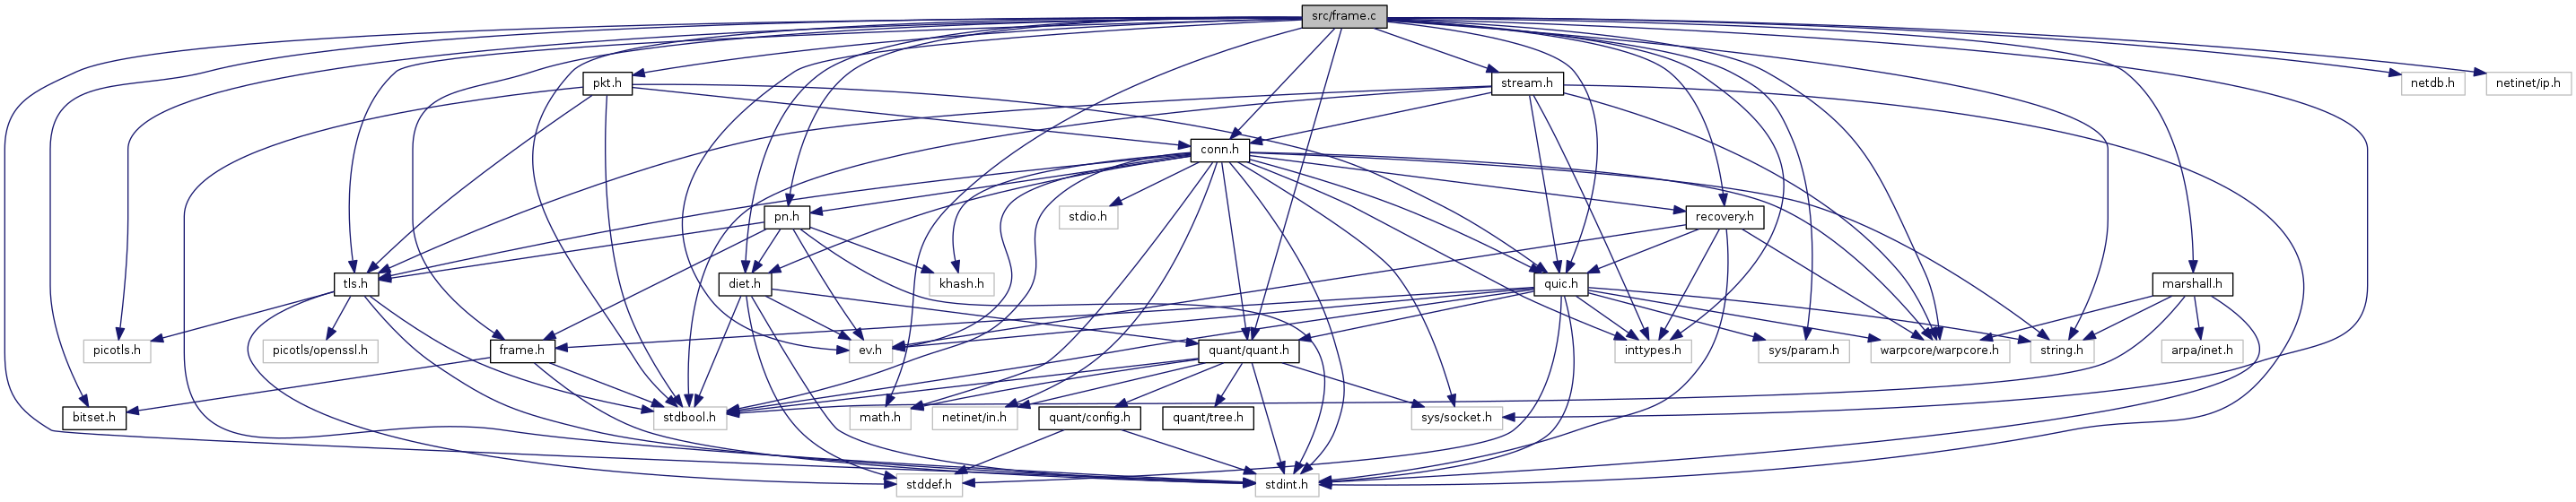 src/frame.c
pkt.h
stream.h
netdb.h
netinet/ip.h
conn.h
pn.h
stdio.h
recovery.h
tls.h
diet.h
khash.h
quic.h
marshall.h
picotls.h
picotls/openssl.h
frame.h
ev.h
quant/quant.h
inttypes.h
sys/param.h
warpcore/warpcore.h
string.h
arpa/inet.h
bitset.h
stdbool.h
math.h
netinet/in.h
quant/config.h
quant/tree.h
sys/socket.h
stddef.h
stdint.h